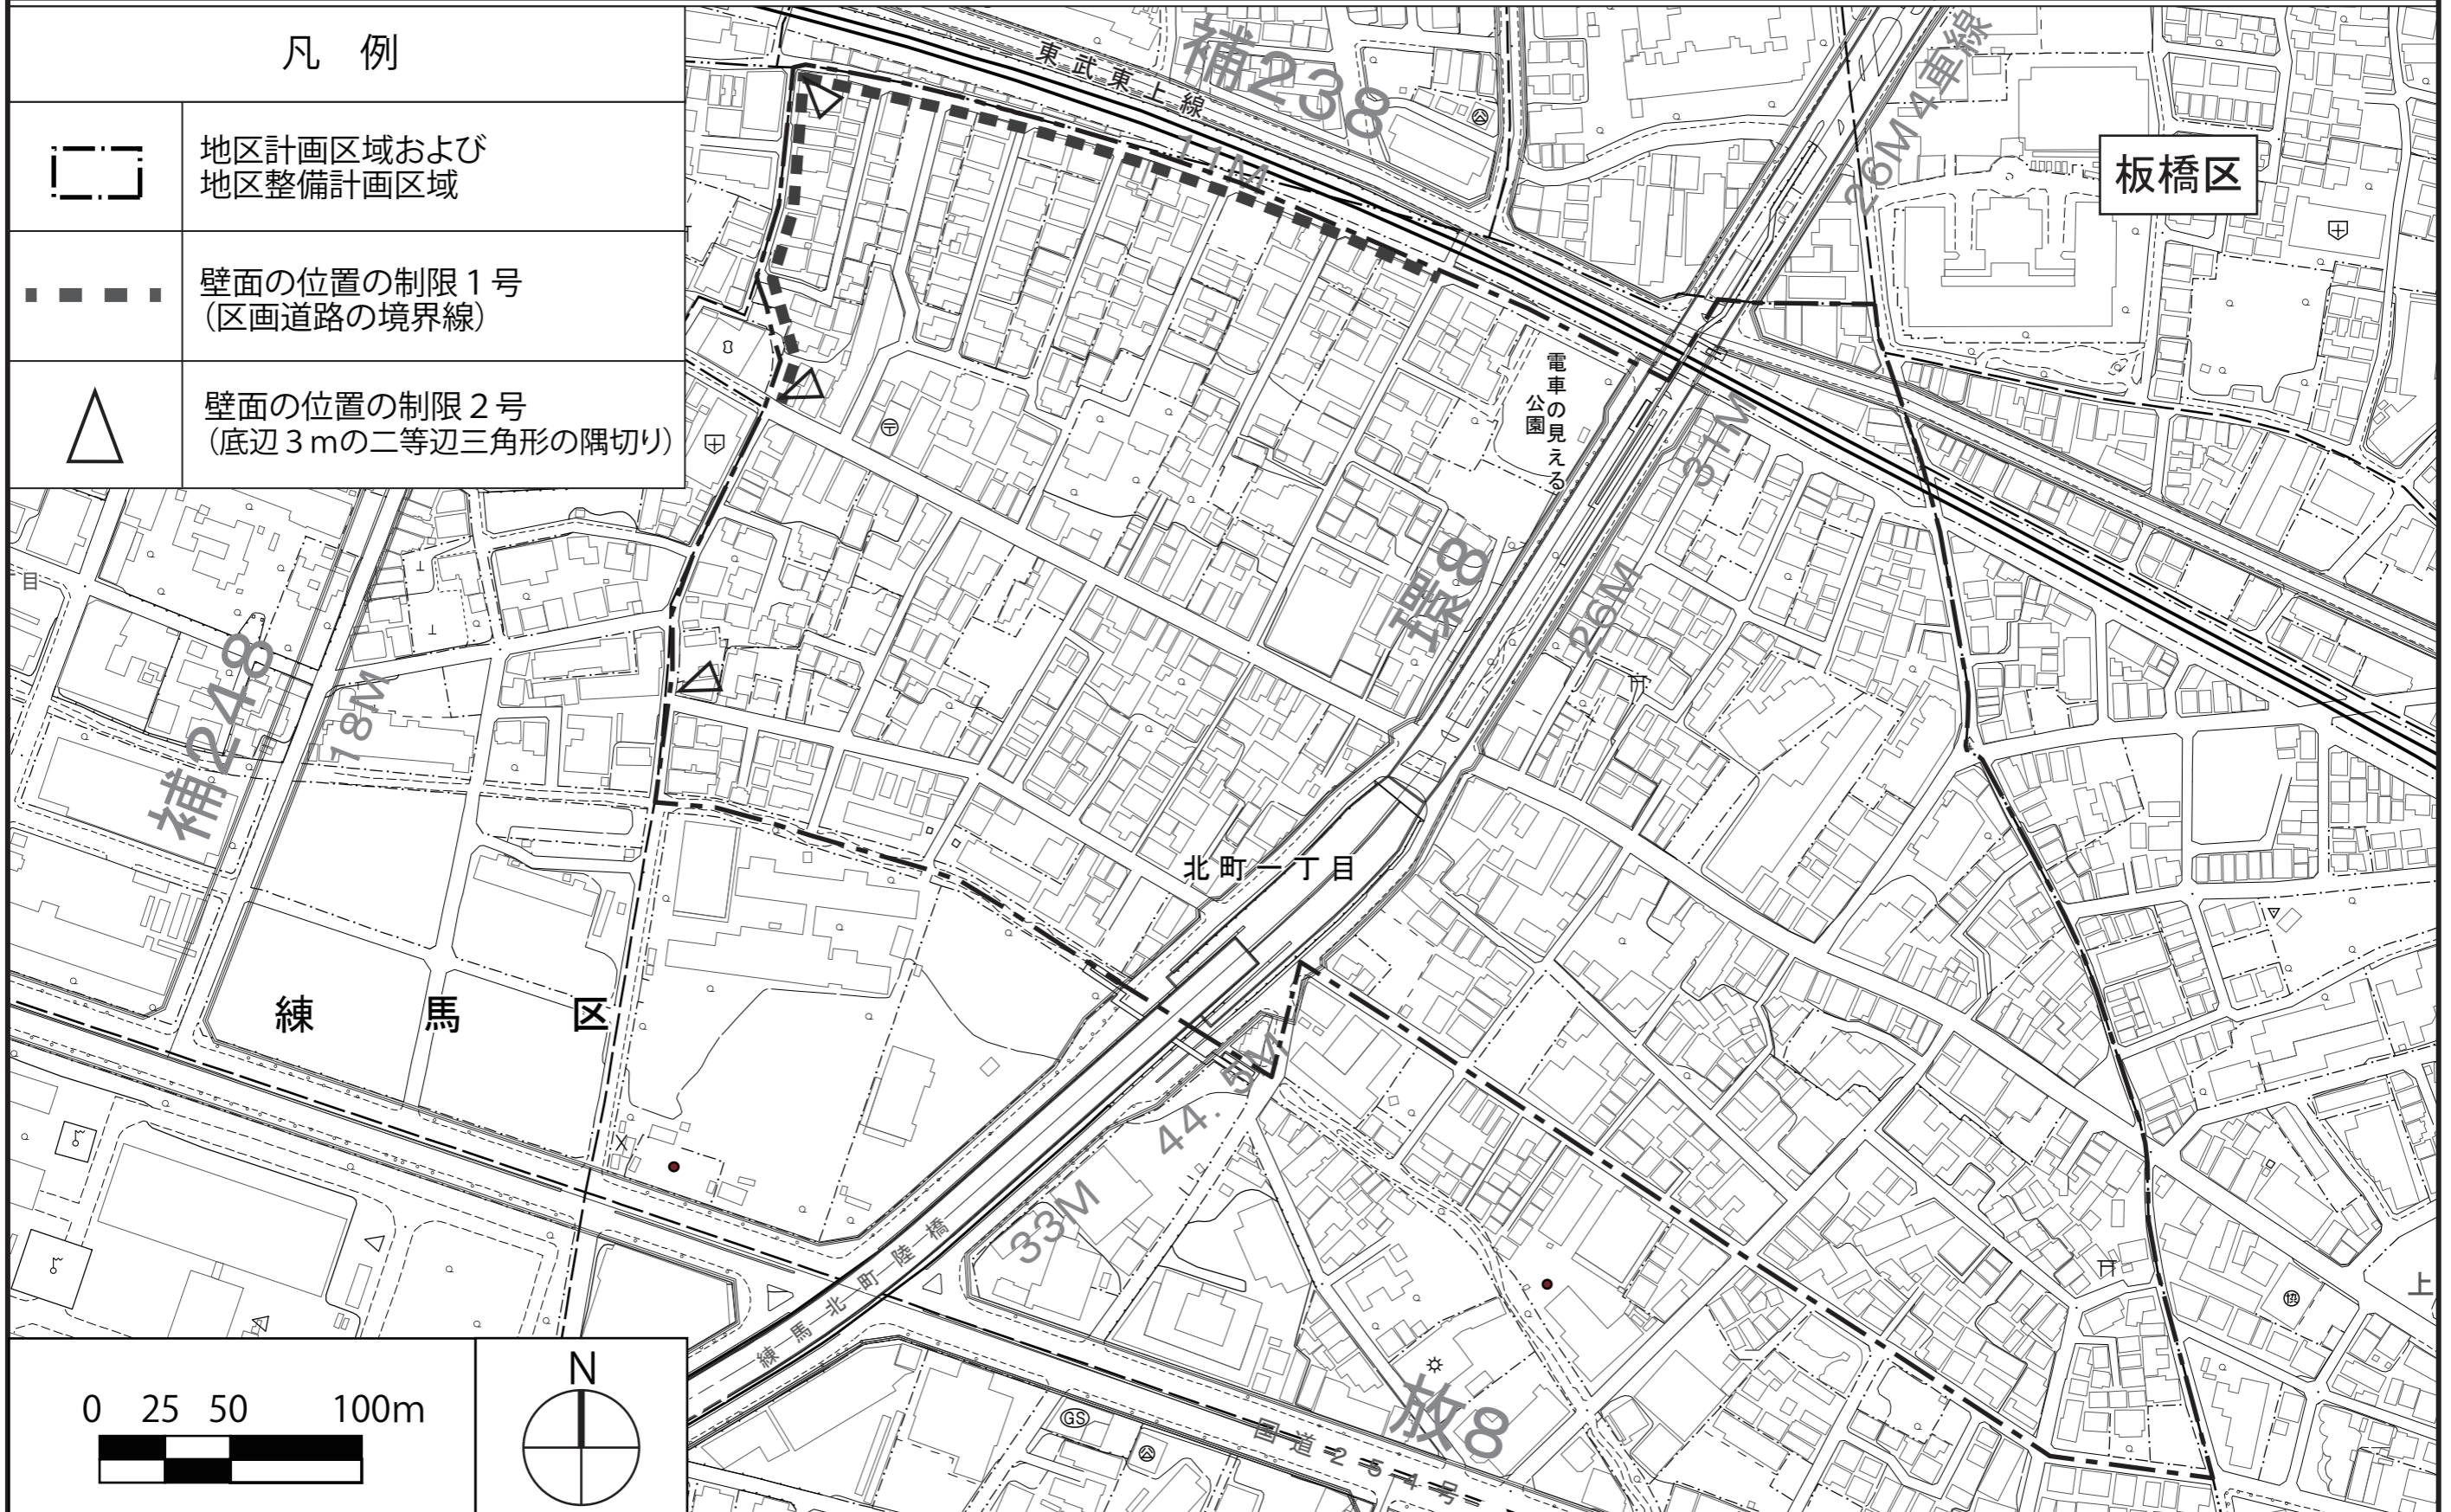 凡 例
地区計画区域および
地区整備計画区域
壁面の位置の制限1号
(区画道路の境界線)
壁面の位置の制限2号
(底辺3mの二等辺三角形の隅切り)
東武東上線
補238
11M
26M4車線
板橋区
電車の見える
公園
31M
環8
26M
目
補248
18M
北町一丁目
練馬区
44.5M
33M
練馬北町陸橋
上
放8
国道254号
GS
0 25 50 100m
N